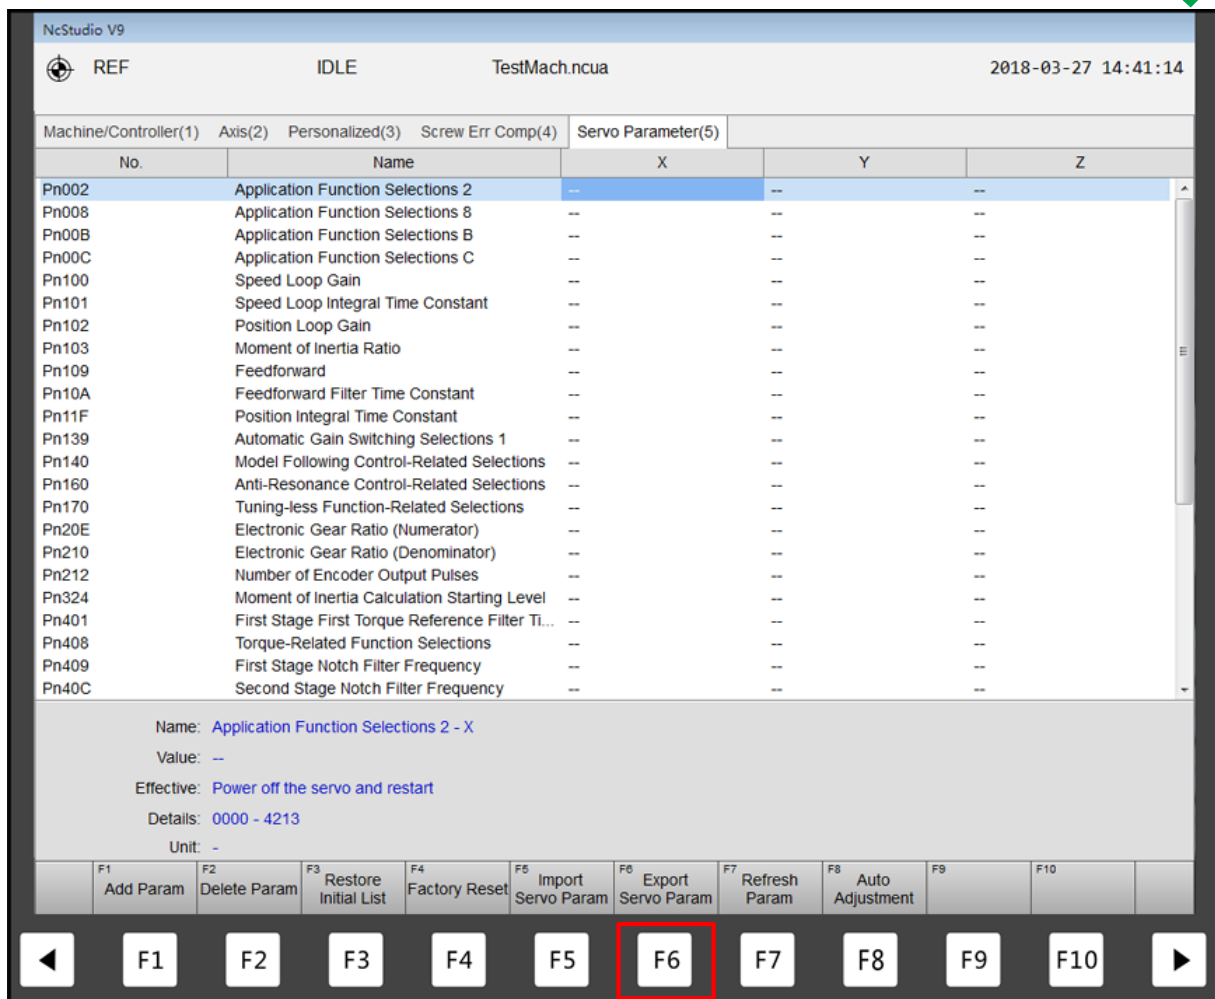 NcStudio V9
REF IDLE TestMach.ncua 2018-03-27 14:41:14
Machine/Controller(1) Axis(2) Personalized(3) Screw Err Comp(4) Servo Parameter(5)
No. Name X Y Z
Pn002 Application Function Selections 2 -- -- --
Pn008 Application Function Selections 8 -- -- --
Pn00B Application Function Selections B -- -- --
Pn00C Application Function Selections C -- -- --
Pn100 Speed Loop Gain -- -- --
Pn101 Speed Loop Integral Time Constant -- -- --
Pn102 Position Loop Gain -- -- --
Pn103 Moment of Inertia Ratio -- -- --
Pn109 Feedforward -- -- --
Pn10A Feedforward Filter Time Constant -- -- --
Pn11F Position Integral Time Constant -- -- --
Pn139 Automatic Gain Switching Selections 1 -- -- --
Pn140 Model Following Control-Related Selections -- -- --
Pn160 Anti-Resonance Control-Related Selections -- -- --
Pn170 Tuning-less Function-Related Selections -- -- --
Pn20E Electronic Gear Ratio (Numerator) -- -- --
Pn210 Electronic Gear Ratio (Denominator) -- -- --
Pn212 Number of Encoder Output Pulses -- -- --
Pn324 Moment of Inertia Calculation Starting Level -- -- --
Pn401 First Stage First Torque Reference Filter Ti... -- -- --
Pn408 Torque-Related Function Selections -- -- --
Pn409 First Stage Notch Filter Frequency -- -- --
Pn40C Second Stage Notch Filter Frequency -- -- --
Name: Application Function Selections 2 - X
Value: --
Effective: Power off the servo and restart
Details: 0000 - 4213
Unit: -
F1 Add Param
F2 Delete Param
F3 Restore
Initial List
F4 Factory Reset
F5 Import
Servo Param
F6 Export
Servo Param
F7 Refresh
Param
F8 Auto
Adjustment
F9
F10
F1 F2 F3 F4 F5 F6 F7 F8 F9 F10